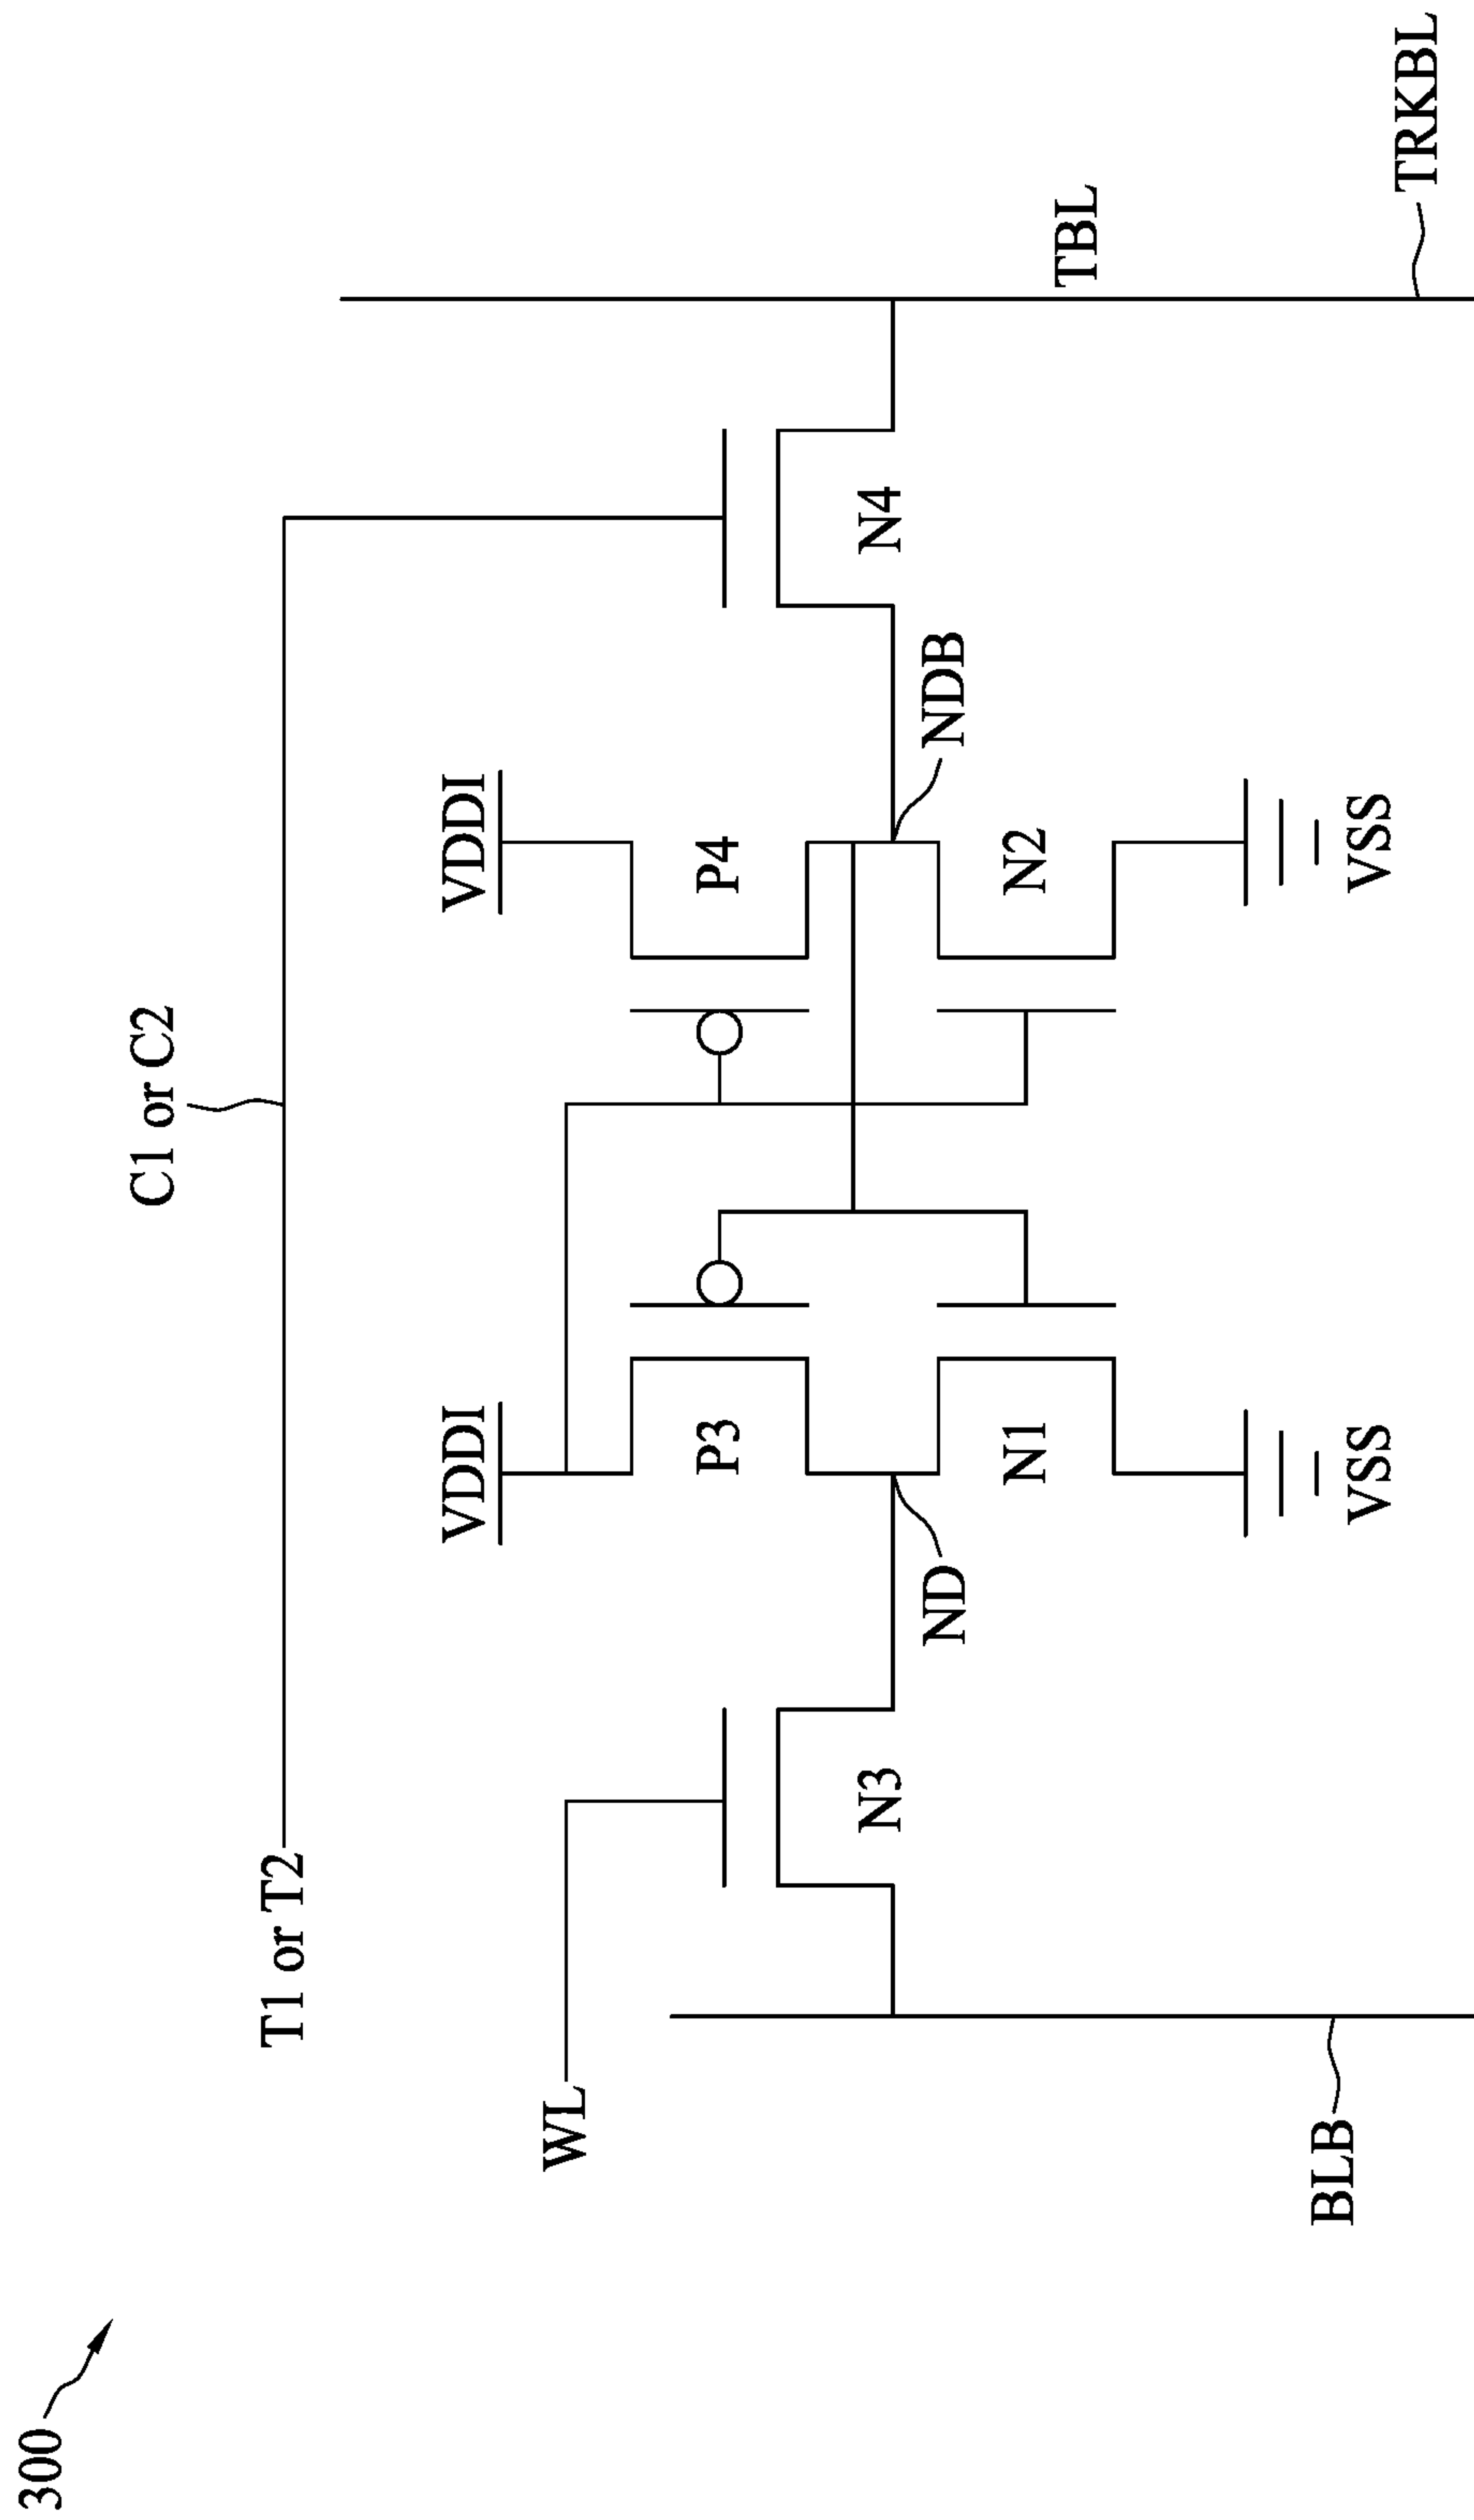 300
C1 or C2
T1 or T2
WL
VDDI
VDDI
TBL
P3
P4
N3
N4
ND
NDB
N1
N2
BLB
VSS
VSS
TRKBL